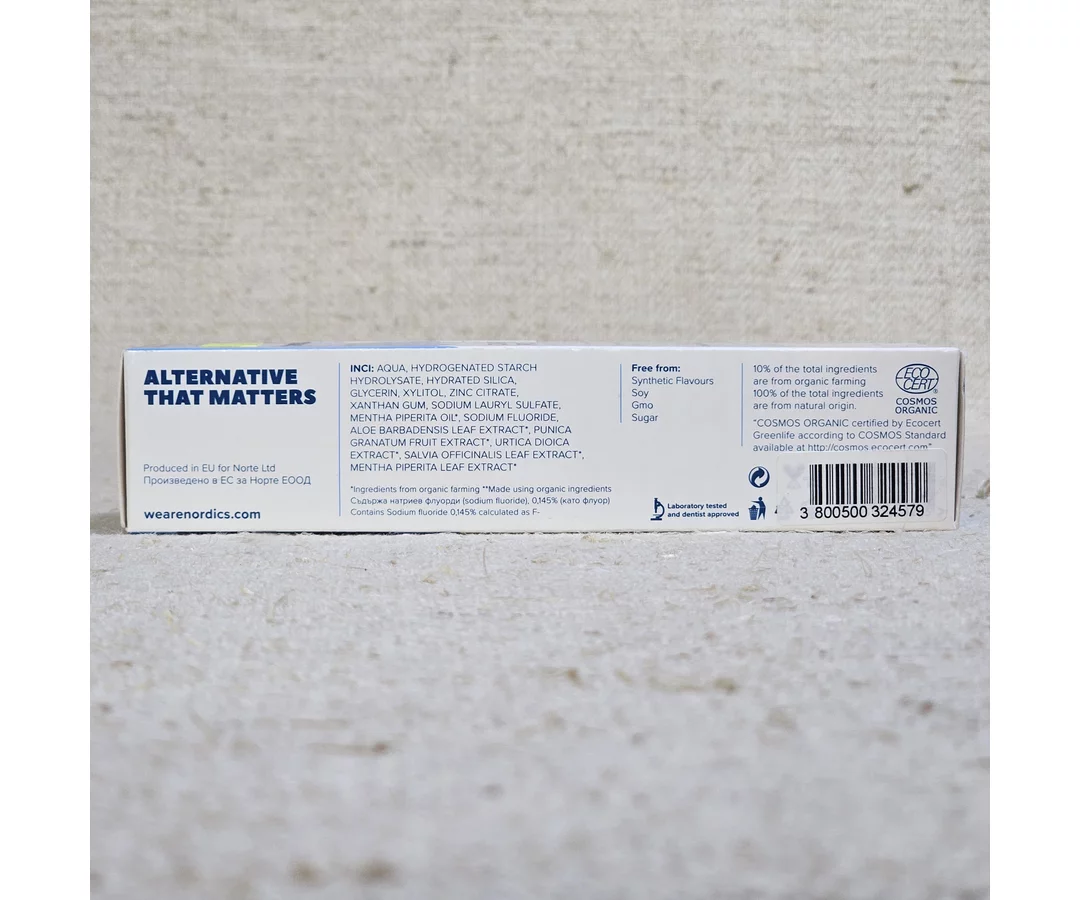 ALTERNATIVE
THAT MATTERS
Produced in EU for Norte Ltd
Произведено в ЕС за Норте ЕООД
wearenordics.com
INCI: AQUA, HYDROGENATED STARCH
HYDROLYSATE, HYDRATED SILICA,
GLYCERIN, XYLITOL, ZINC CITRATE,
XANTHAN GUM, SODIUM LAURYL SULFATE,
MENTHA PIPERITA OIL*, SODIUM FLUORIDE,
ALOE BARBADENSIS LEAF EXTRACT*, PUNICA
GRANATUM FRUIT EXTRACT*, URTICA DIOICA
EXTRACT*, SALVIA OFFICINALIS LEAF EXTRACT*,
MENTHA PIPERITA LEAF EXTRACT*
*Ingredients from organic farming **Made using organic ingredients
Съдържа натриев флуорди (sodium fluoride), 0,145% (като флуор)
Contains Sodium fluoride 0,145% calculated as F-
Free from:
Synthetic Flavours
Soy
Gmo
Sugar
Laboratory tested
and dentist approved
10% of the total ingredients
are from organic farming
100% of the total ingredients
are from natural origin.
ECO
CERT
COSMOS
ORGANIC
"COSMOS ORGANIC certified by Ecocert
Greenlife according to COSMOS Standard
available at http://cosmos.ecocert.com"
3 800500 324579